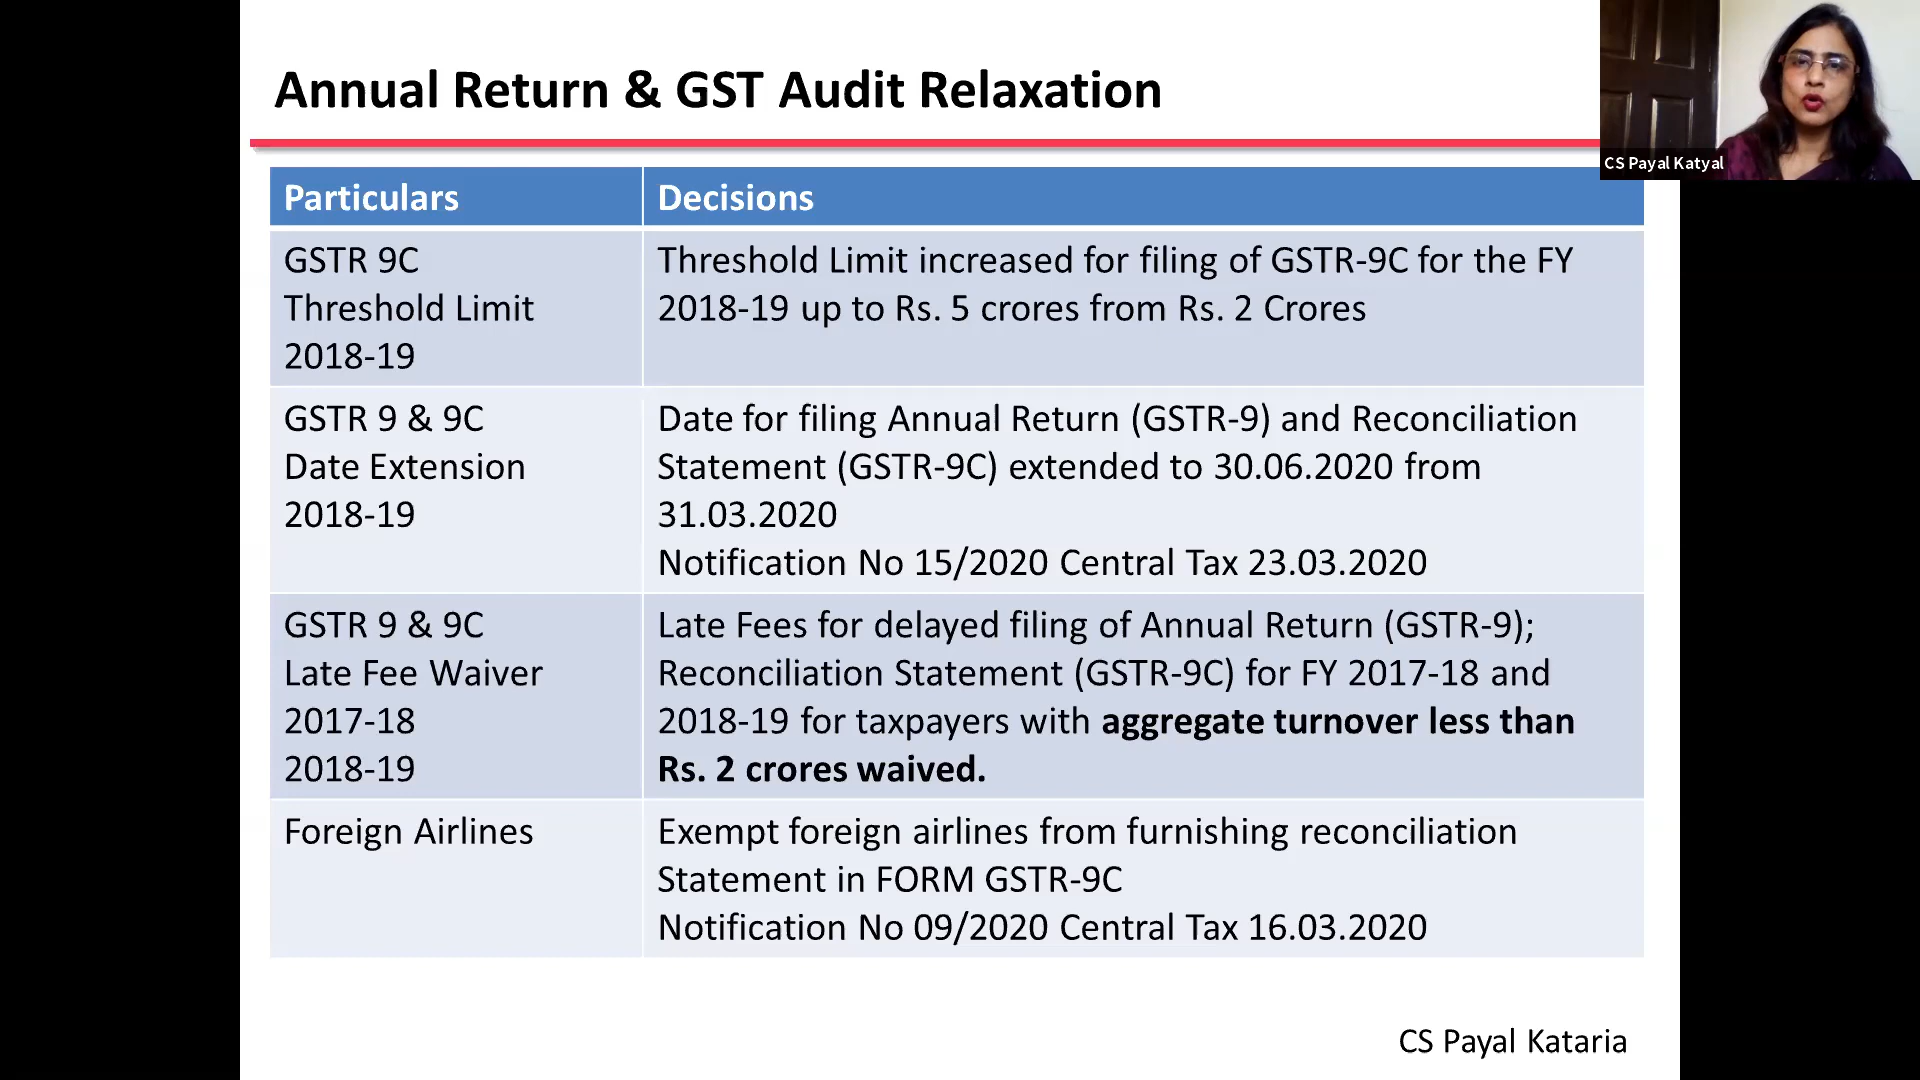 Annual Return & GST Audit Relaxation
CS Payal Katyal
Particulars
Decisions
GSTR 9C
Threshold Limit
2018-19
Threshold Limit increased for filing of GSTR-9C for the FY
2018-19 up to Rs. 5 crores from Rs. 2 Crores
GSTR 9 & 9C
Date Extension
2018-19
Date for filing Annual Return (GSTR-9) and Reconciliation
Statement (GSTR-9C) extended to 30.06.2020 from
31.03.2020
Notification No 15/2020 Central Tax 23.03.2020
GSTR 9 & 9C
Late Fee Waiver
2017-18
2018-19
Late Fees for delayed filing of Annual Return (GSTR-9);
Reconciliation Statement (GSTR-9C) for FY 2017-18 and
2018-19 for taxpayers with aggregate turnover less than
Rs. 2 crores waived.
Foreign Airlines
Exempt foreign airlines from furnishing reconciliation
Statement in FORM GSTR-9C
Notification No 09/2020 Central Tax 16.03.2020
CS Payal Kataria